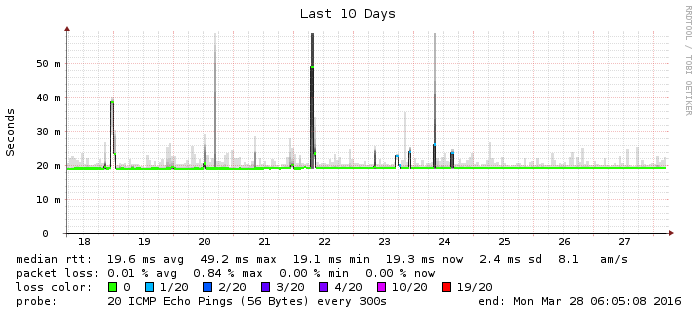 Last 10 Days
RRDTOOL / TOBI OETIKER
Seconds
50 m
40 m
30 m
20 m
10 m
0
18 19 20 21 22 23 24 25 26 27
median rtt: 19.6 ms avg 49.2 ms max 19.1 ms min 19.3 ms now 2.4 ms sd 8.1 am/s
packet loss: 0.01 % avg 0.84 % max 0.00 % min 0.00 % now
loss color: 0 1/20 2/20 3/20 4/20 10/20 19/20
probe: 20 ICMP Echo Pings (56 Bytes) every 300s end: Mon Mar 28 06:05:08 2016